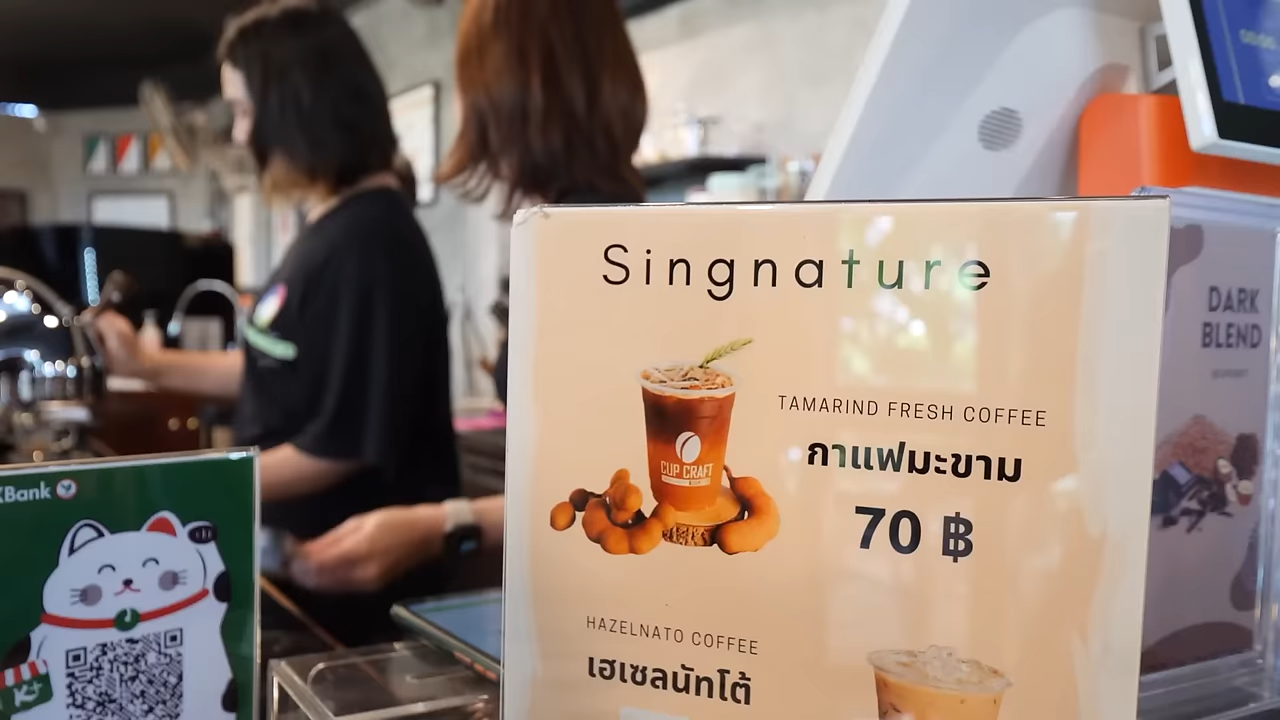 Singnature
TAMARIND FRESH COFFEE
กาแฟมะขาม
70 ฿
CUP CRAFT
HAZELNATO COFFEE
เฮเซลนัทโต้
DARK
BLEND
KBank
K+